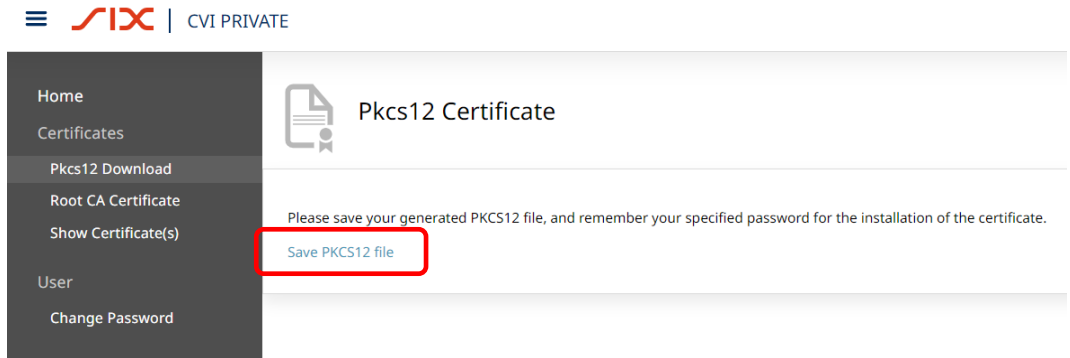 SIX | CVI PRIVATE
Home
Certificates
Pkcs12 Download
Root CA Certificate
Show Certificate(s)
User
Change Password
Pkcs12 Certificate
Please save your generated PKCS12 file, and remember your specified password for the installation of the certificate.
Save PKCS12 file